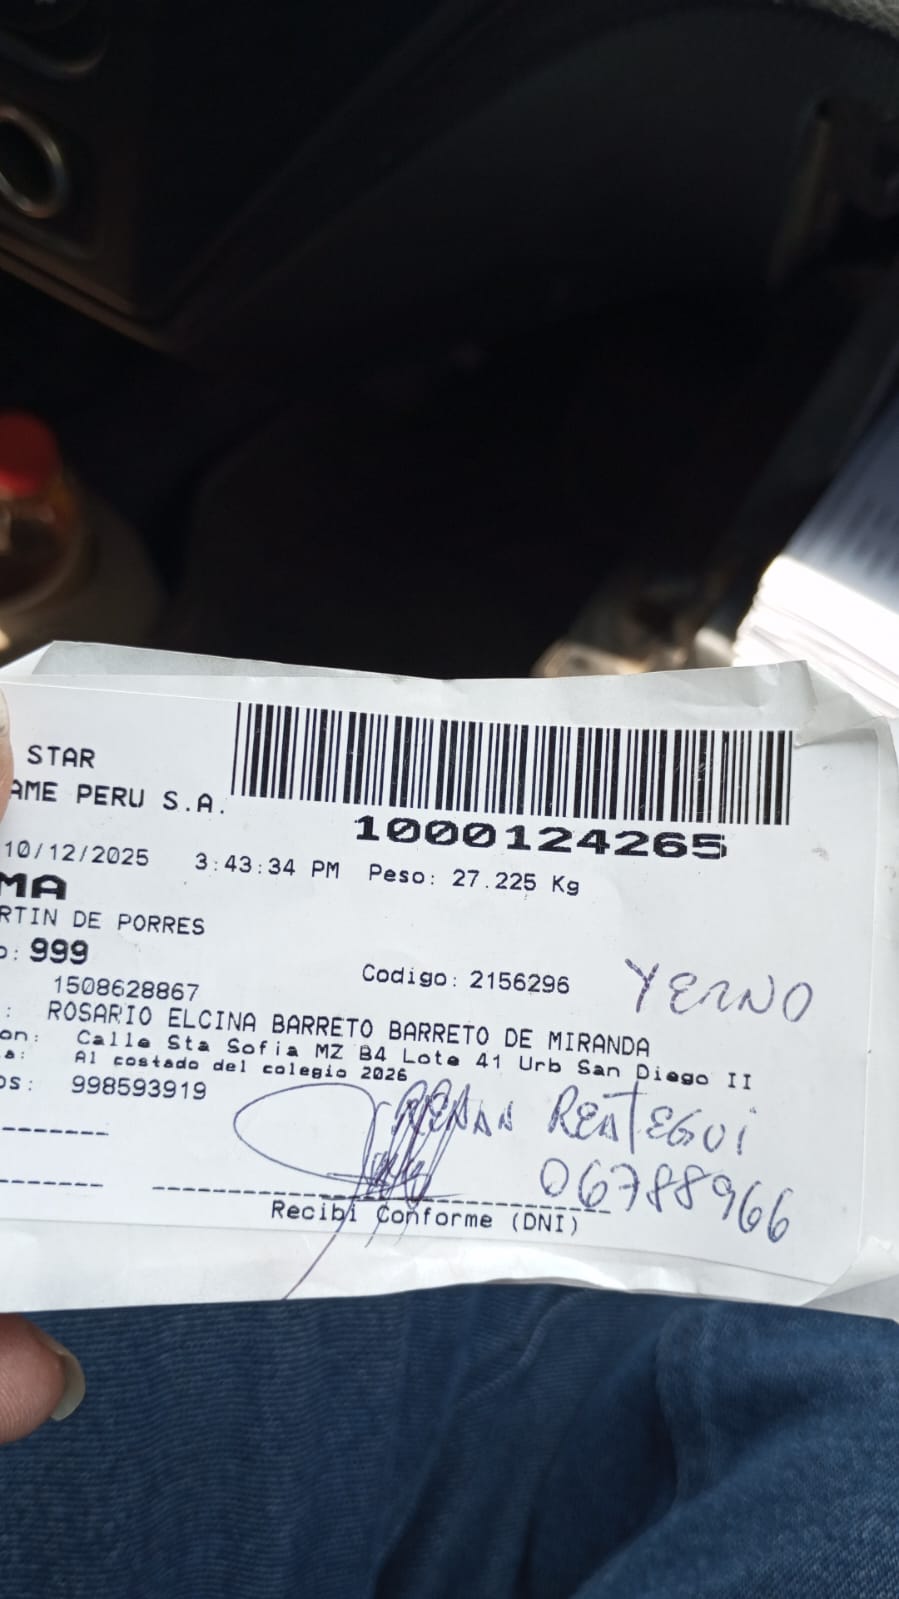 STAR
AME PERU S.A.
1000124265
10/12/2025 3:43:34 PM Peso: 27.225 Kg
MA
RTIN DE PORRES
o: 999
1508628867 Codigo: 2156296 YERNO
: ROSARIO ELCINA BARRETO BARRETO DE MIRANDA
on: Calle Sta Sofia MZ B4 Lote 41 Urb San Diego II
a: Al costado del colegio 2026
os: 998593919
RENAN REATEGUI
06788966
Recibi Conforme (DNI)